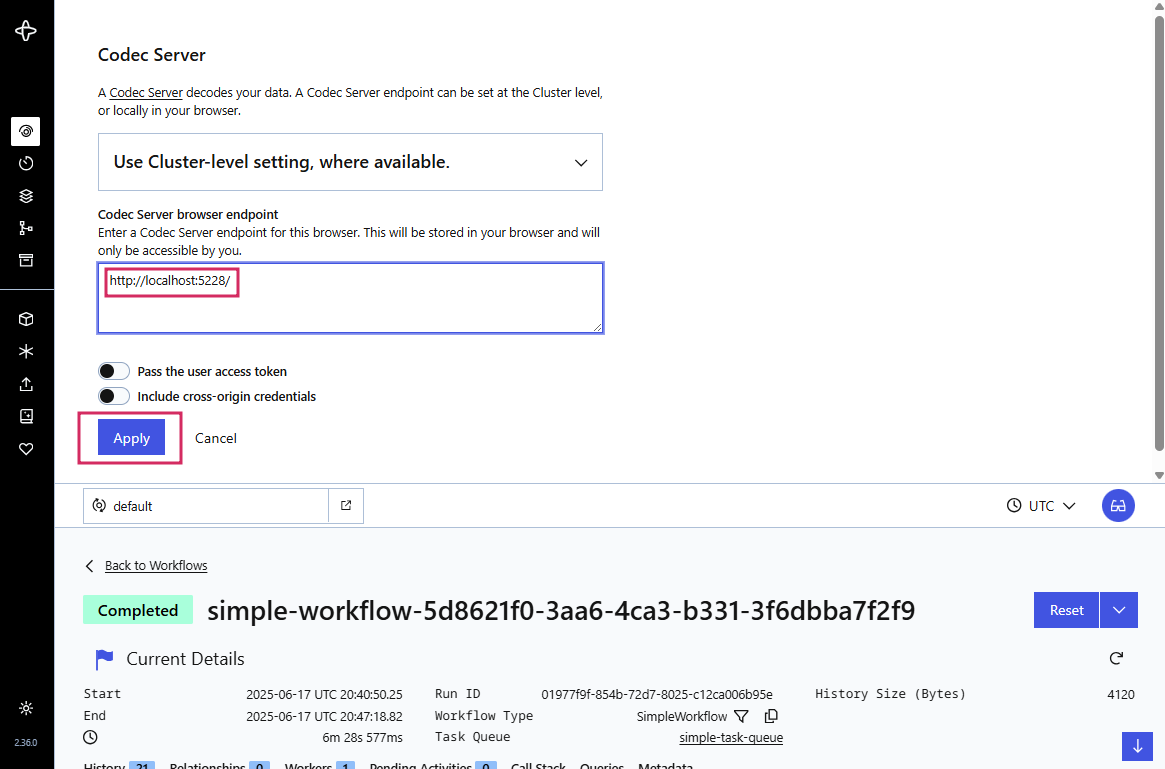 Codec Server
A Codec Server decodes your data. A Codec Server endpoint can be set at the Cluster level,
or locally in your browser.
Use Cluster-level setting, where available.
Codec Server browser endpoint
Enter a Codec Server endpoint for this browser. This will be stored in your browser and will
only be accessible by you.
http://localhost:5228/
Pass the user access token
Include cross-origin credentials
Apply Cancel
default UTC
Back to Workflows
Completed simple-workflow-5d8621f0-3aa6-4ca3-b331-3f6dbba7f2f9 Reset
Current Details
Start 2025-06-17 UTC 20:40:50.25 Run ID 01977f9f-854b-72d7-8025-c12ca006b95e History Size (Bytes) 4120
End 2025-06-17 UTC 20:47:18.82 Workflow Type SimpleWorkflow
6m 28s 577ms Task Queue simple-task-queue
2.36.0
History 21 Relationships 0 Workers 1 Pending Activities 0 Call Stack Queries Metadata